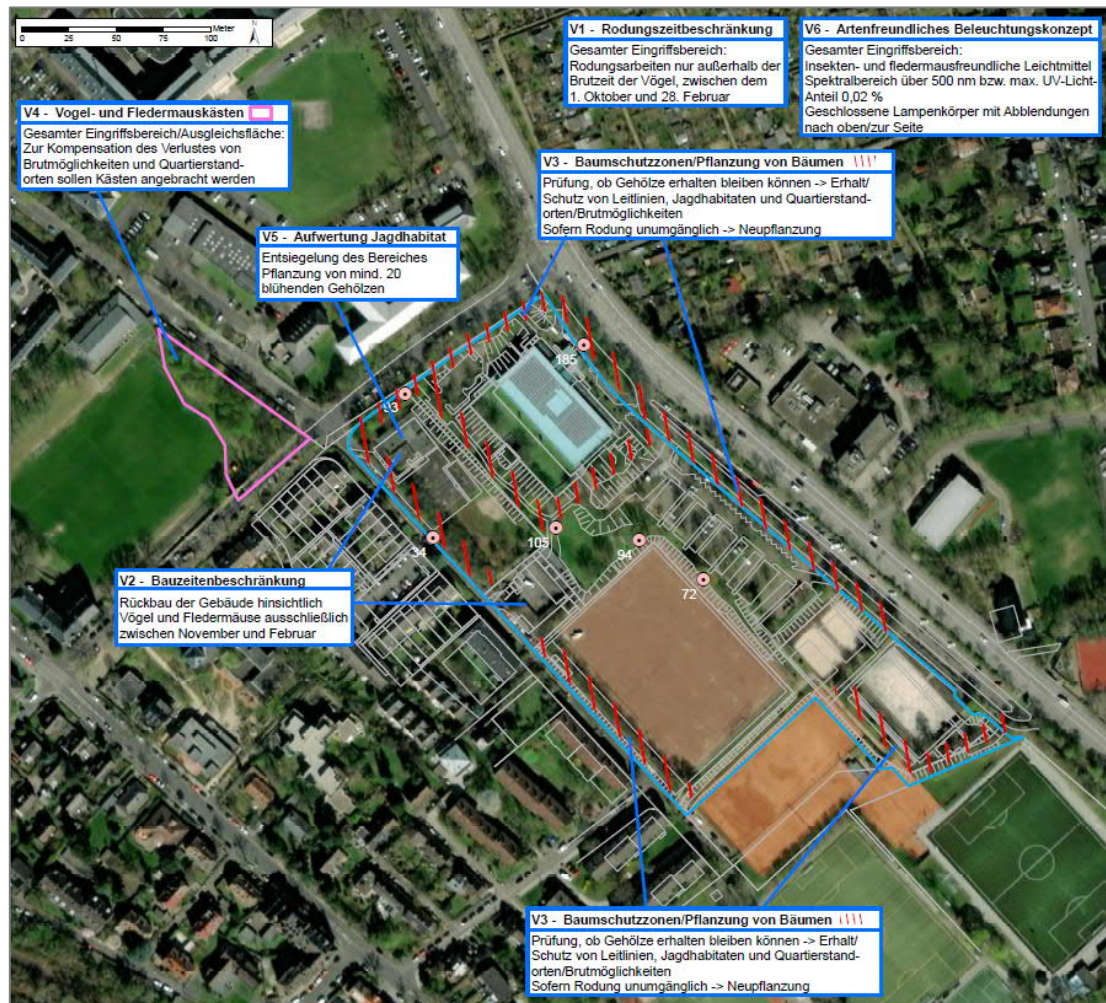 Meter
N
0 25 50 100
V1 - Rodungszeitbeschränkung
Gesamter Eingriffsbereich:
Rodungsarbeiten nur außerhalb der
Brutzeit der Vögel, zwischen dem
1. Oktober und 28. Februar
V6 - Artenfreundliches Beleuchtungskonzept
Gesamter Eingriffsbereich:
Insekten- und fledermausfreundliche Leichtmittel
Spektralbereich über 500 nm bzw. max. UV-Licht-
Anteil 0,02 %
Geschlossene Lampenkörper mit Abblendungen
nach oben/zur Seite
V4 - Vogel- und Fledermauskästen
Gesamter Eingriffsbereich/Ausgleichsfläche:
Zur Kompensation des Verlustes von
Brutmöglichkeiten und Quartierstand-
orten sollen Kästen angebracht werden
V3 - Baumschutzzonen/Pflanzung von Bäumen
Prüfung, ob Gehölze erhalten bleiben können -> Erhalt/
Schutz von Leitlinien, Jagdhabitaten und Quartierstand-
orten/Brutmöglichkeiten
Sofern Rodung unumgänglich -> Neupflanzung
V5 - Aufwertung Jagdhabitat
Entsiegelung des Bereiches
Pflanzung von mind. 20
blühenden Gehölzen
185
93
34
105
94
72
V2 - Bauzeitenbeschränkung
Rückbau der Gebäude hinsichtlich
Vögel und Fledermäuse ausschließlich
zwischen November und Februar
V3 - Baumschutzzonen/Pflanzung von Bäumen
Prüfung, ob Gehölze erhalten bleiben können -> Erhalt/
Schutz von Leitlinien, Jagdhabitaten und Quartierstand-
orten/Brutmöglichkeiten
Sofern Rodung unumgänglich -> Neupflanzung